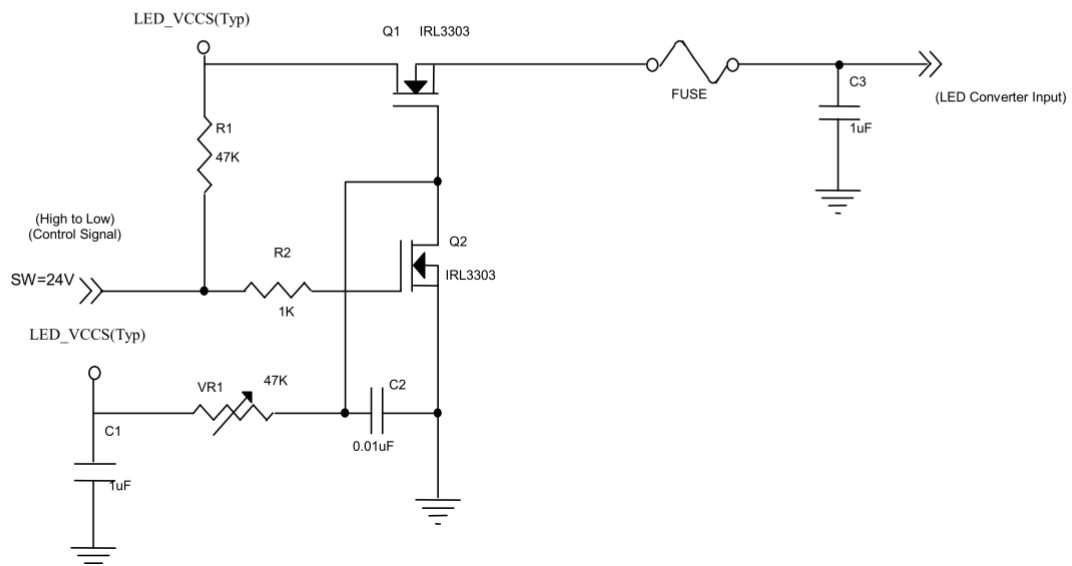 LED_VCCS(Typ)
Q1 IRL3303
FUSE
C3
(LED Converter Input)
1uF
R1
47K
(High to Low)
(Control Signal)
SW=24V
R2
1K
Q2
IRL3303
LED_VCCS(Typ)
VR1
47K
C2
0.01uF
C1
1uF